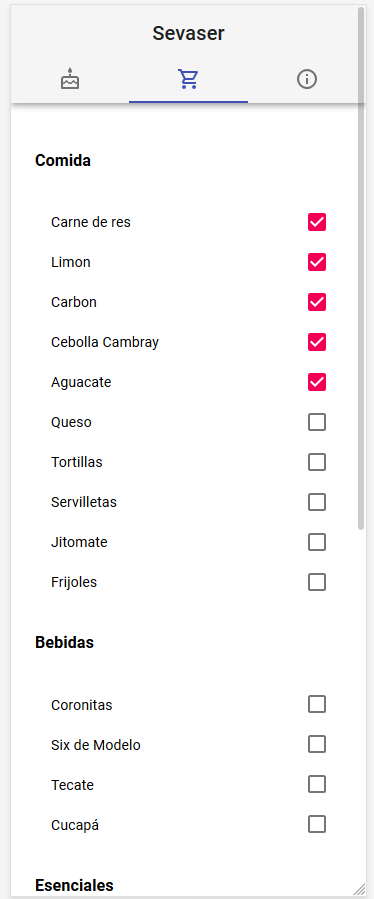 Sevaser
Comida
Carne de res
Limon
Carbon
Cebolla Cambray
Aguacate
Queso
Tortillas
Servilletas
Jitomate
Frijoles
Bebidas
Coronitas
Six de Modelo
Tecate
Cucapá
Esenciales